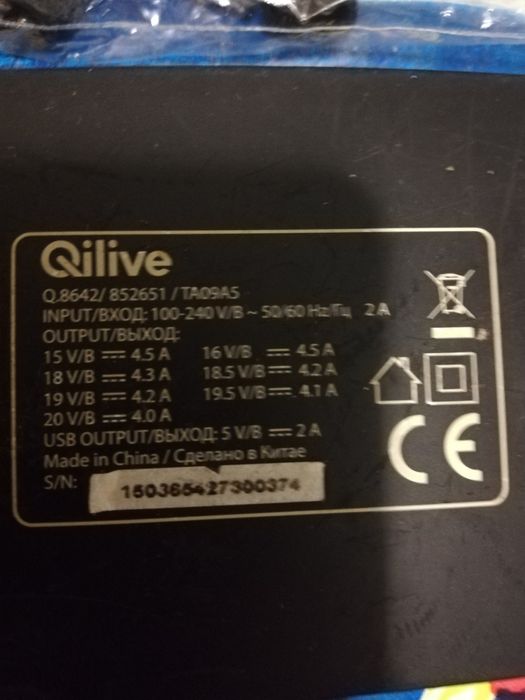 Qilive
Q.8642/ 852651 / TA09A5
INPUT/ВХОД: 100-240 V/В ~ 50/60 Hz/Гц 2 A
OUTPUT/ВЫХОД:
15 V/В ⎓ 4.5 A 16 V/В ⎓ 4.5 A
18 V/В ⎓ 4.3 A 18.5 V/В ⎓ 4.2 A
19 V/В ⎓ 4.2 A 19.5 V/В ⎓ 4.1 A
20 V/В ⎓ 4.0 A
USB OUTPUT/ВЫХОД: 5 V/В ⎓ 2 A
Made in China / Сделано в Китае
S/N: 150365427300374
CE